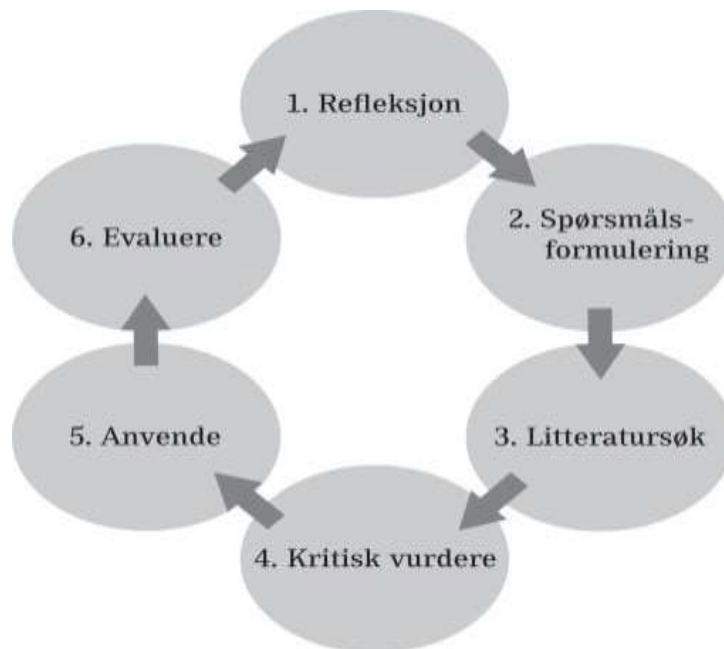 1. Refleksjon
2. Spørsmåls-
formulering
3. Litteratursøk
4. Kritisk vurdere
5. Anvende
6. Evaluere